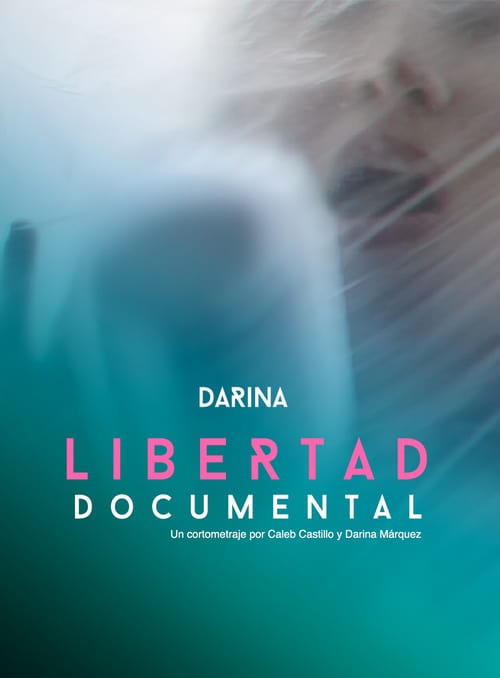 DARINA
LIBERTAD
DOCUMENTAL
Un cortometraje por Caleb Castillo y Darina Márquez